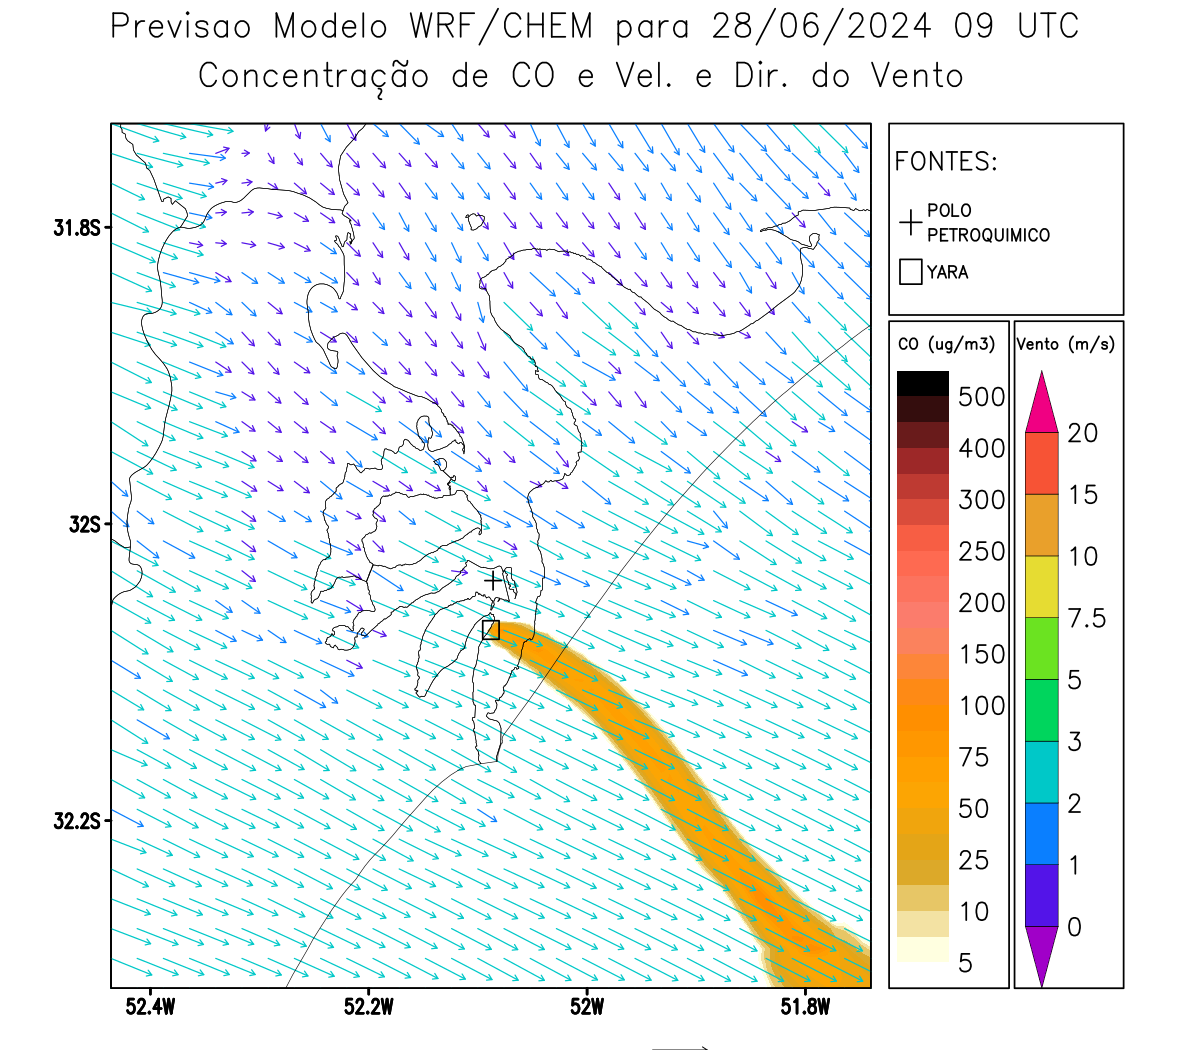 Previsao Modelo WRF/CHEM para 28/06/2024 09 UTC
Concentração de CO e Vel. e Dir. do Vento
FONTES:
POLO
PETROQUIMICO
YARA
CO (ug/m3)
500
400
300
250
200
150
100
75
50
25
10
5
Vento (m/s)
20
15
10
7.5
5
3
2
1
0
31.8S
32S
32.2S
52.4W
52.2W
52W
51.8W